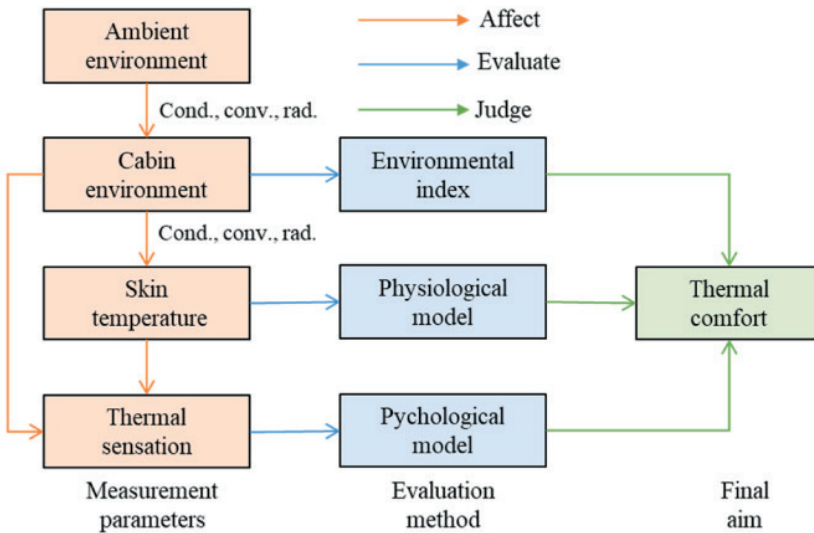 Ambient
environment
Affect
Evaluate
Judge
Cond., conv., rad.
Cabin
environment
Environmental
index
Cond., conv., rad.
Skin
temperature
Physiological
model
Thermal
comfort
Thermal
sensation
Pychological
model
Measurement
parameters
Evaluation
method
Final
aim